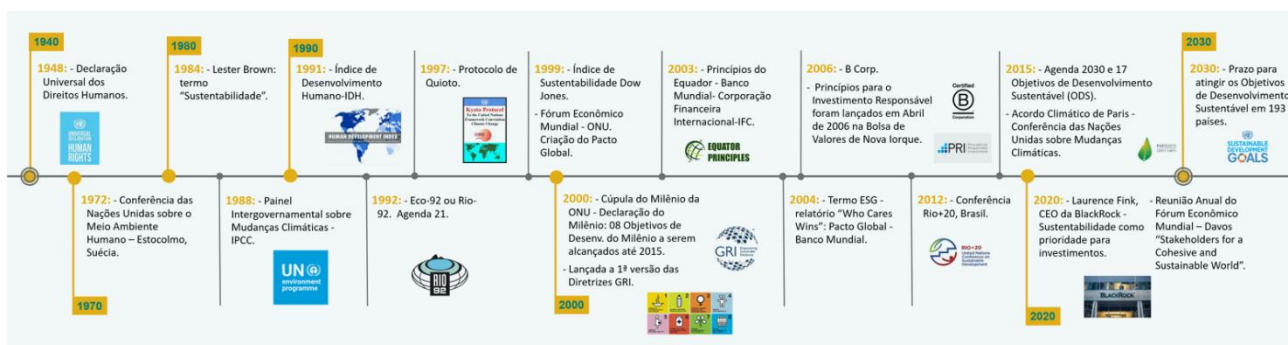 1940
1948: - Declaração
Universal dos
Direitos Humanos.
UNIVERSAL
DECLARATION
HUMAN
RIGHTS
1980
1984: - Lester Brown:
termo
"Sustentabilidade".
1990
1991: - Índice de
Desenvolvimento
Humano-IDH.
HUMAN DEVELOPMENT INDEX
1997: - Protocolo de
Quioto.
Kyoto Protocol
1999: - Índice de
Sustentabilidade Dow
Jones.
- Fórum Econômico
Mundial - ONU.
Criação do Pacto
Global.
2003: - Princípios do
Equador - Banco
Mundial- Corporação
Financeira
Internacional-IFC.
EQUATOR
PRINCIPLES
2006: - B Corp.
- Princípios para o
Investimento Responsável
foram lançados em Abril
de 2006 na Bolsa de
Valores de Nova Iorque.
Certified
B
Corporation
PRI
2015: - Agenda 2030 e 17
Objetivos de Desenvolvimento
Sustentável (ODS).
- Acordo Climático de Paris -
Conferência das Nações
Unidas sobre Mudanças
Climáticas.
2030
2030: - Prazo para
atingir os Objetivos
de Desenvolvimento
Sustentável em 193
países.
SUSTAINABLE
DEVELOPMENT
GOALS
1972: - Conferência das
Nações Unidas sobre o
Meio Ambiente
Humano – Estocolmo,
Suécia.
1970
1988: - Painel
Intergovernamental sobre
Mudanças Climáticas -
IPCC.
UN
environment
programme
1992: - Eco-92 ou Rio-
92. Agenda 21.
RIO
92
2000: - Cúpula do Milênio da
ONU - Declaração do
Milênio: 08 Objetivos de
Desenv. do Milênio a serem
alcançados até 2015.
- Lançada a 1ª versão das
Diretrizes GRI.
GRI
2000
2004: - Termo ESG -
relatório "Who Cares
Wins": Pacto Global -
Banco Mundial.
2012: - Conferência
Rio+20, Brasil.
RIO+20
United Nations
Conference on
Sustainable
Development
2020: - Laurence Fink,
CEO da BlackRock -
Sustentabilidade como
prioridade para
investimentos.
BLACKROCK
2020
- Reunião Anual do
Fórum Econômico
Mundial – Davos
"Stakeholders for a
Cohesive and
Sustainable World".